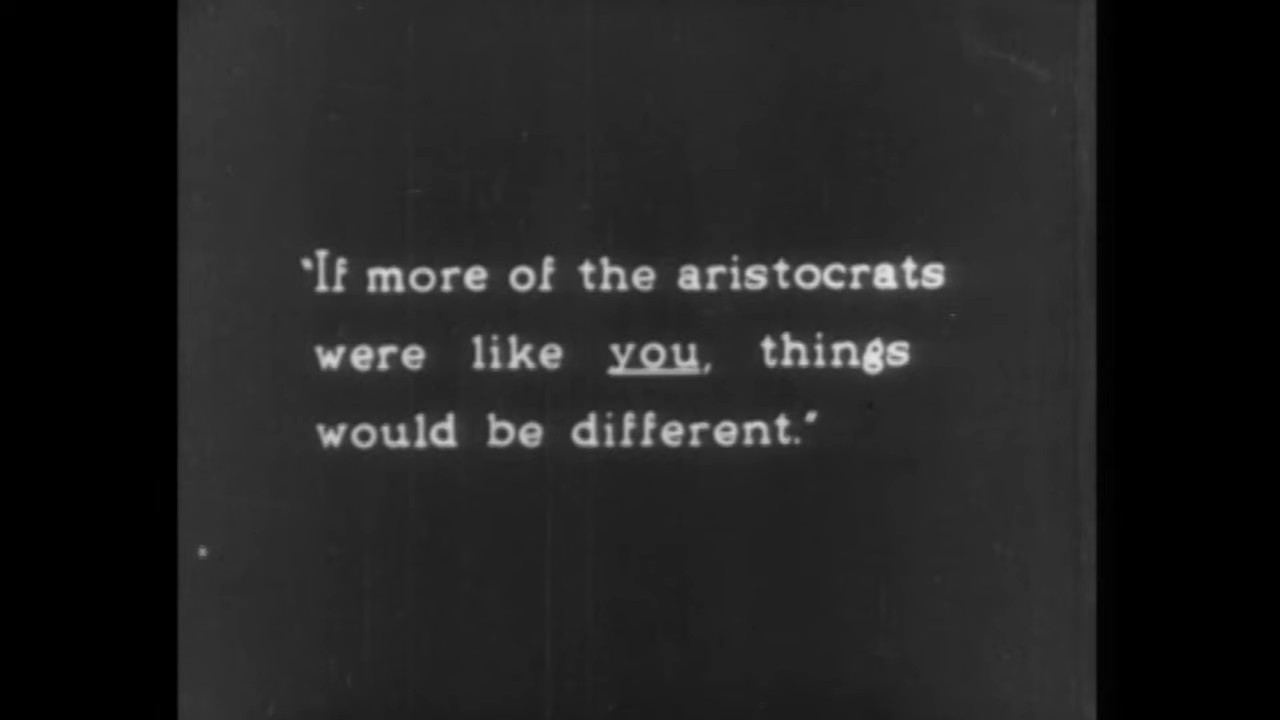 "If more of the aristocrats
were like you, things
would be different."